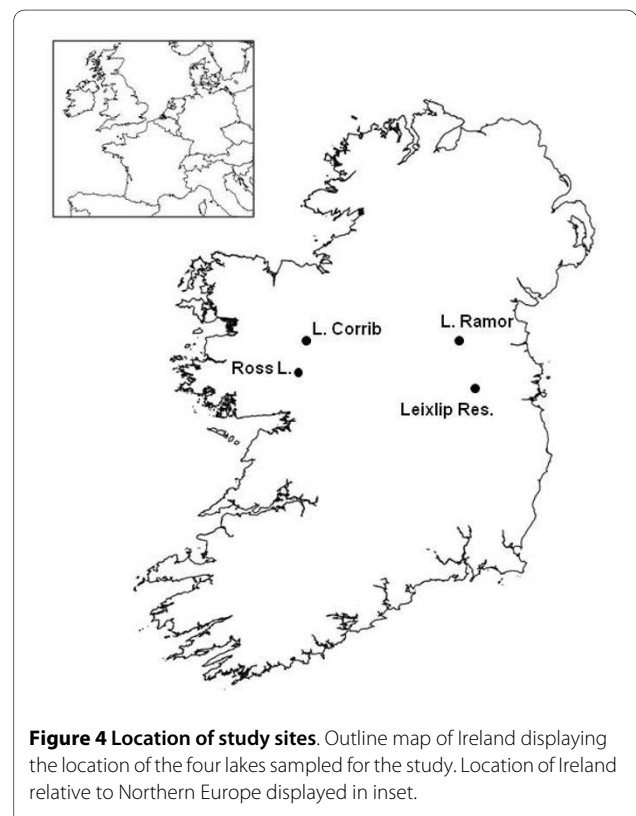 L. Corrib
L. Ramor
Ross L.
Leixlip Res.
Figure 4 Location of study sites. Outline map of Ireland displaying
the location of the four lakes sampled for the study. Location of Ireland
relative to Northern Europe displayed in inset.